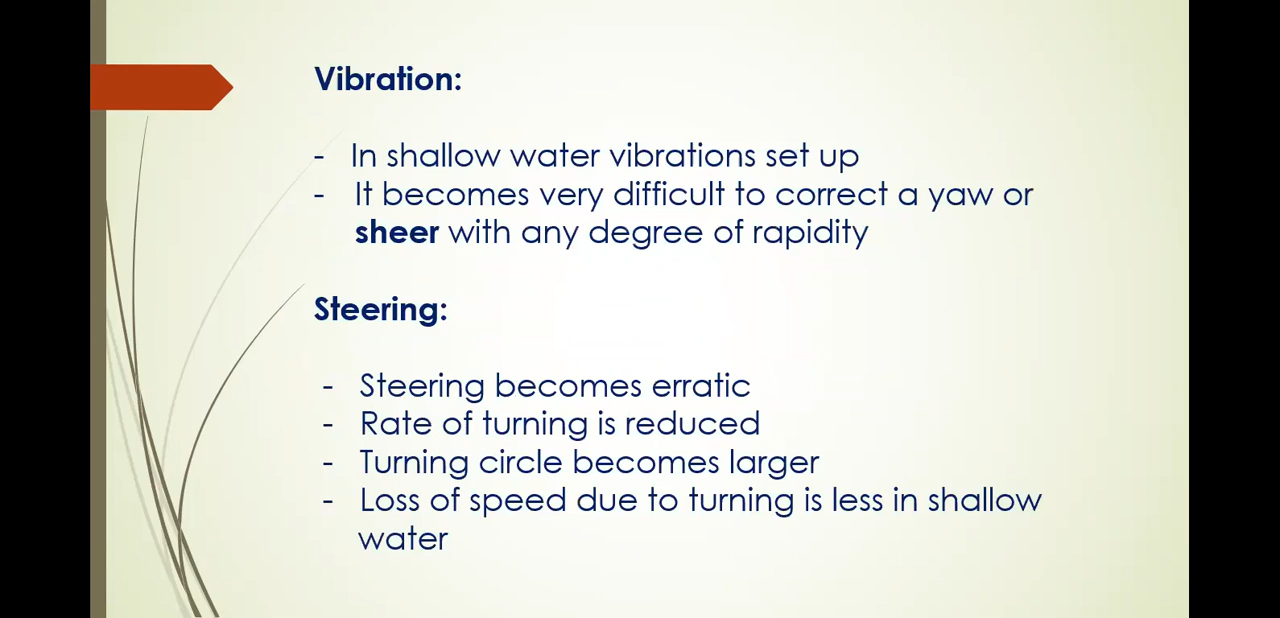 Vibration:
- In shallow water vibrations set up
- It becomes very difficult to correct a yaw or
sheer with any degree of rapidity
Steering:
- Steering becomes erratic
- Rate of turning is reduced
- Turning circle becomes larger
- Loss of speed due to turning is less in shallow
water